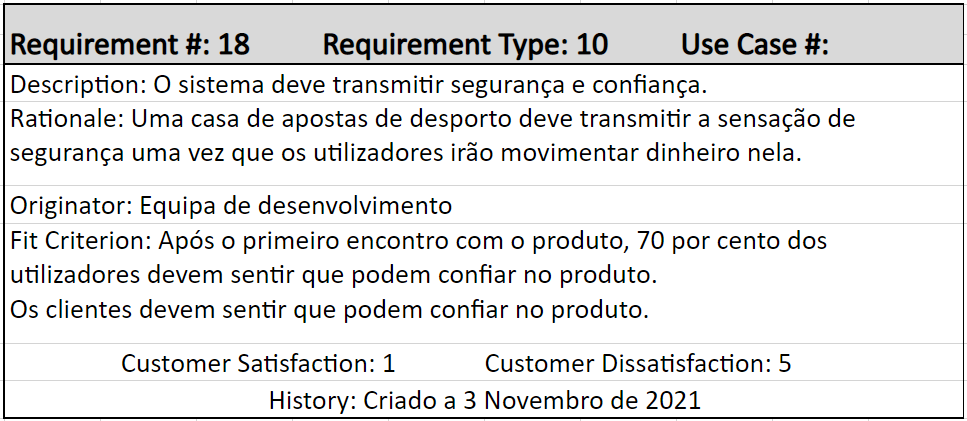 Requirement #: 18 Requirement Type: 10 Use Case #:
Description: O sistema deve transmitir segurança e confiança.
Rationale: Uma casa de apostas de desporto deve transmitir a sensação de
segurança uma vez que os utilizadores irão movimentar dinheiro nela.
Originator: Equipa de desenvolvimento
Fit Criterion: Após o primeiro encontro com o produto, 70 por cento dos
utilizadores devem sentir que podem confiar no produto.
Os clientes devem sentir que podem confiar no produto.
Customer Satisfaction: 1 Customer Dissatisfaction: 5
History: Criado a 3 Novembro de 2021